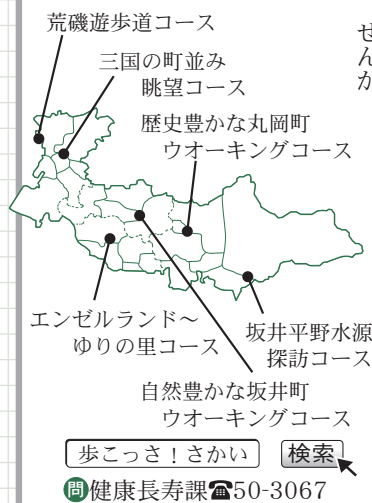 荒磯遊歩道コース
三国の町並み
眺望コース
歴史豊かな丸岡町
ウオーキングコース
エンゼルランド～
ゆりの里コース
坂井平野水源
探訪コース
自然豊かな坂井町
ウオーキングコース
歩こっさ！さかい
検索
問健康長寿課☎50-3067
せんか